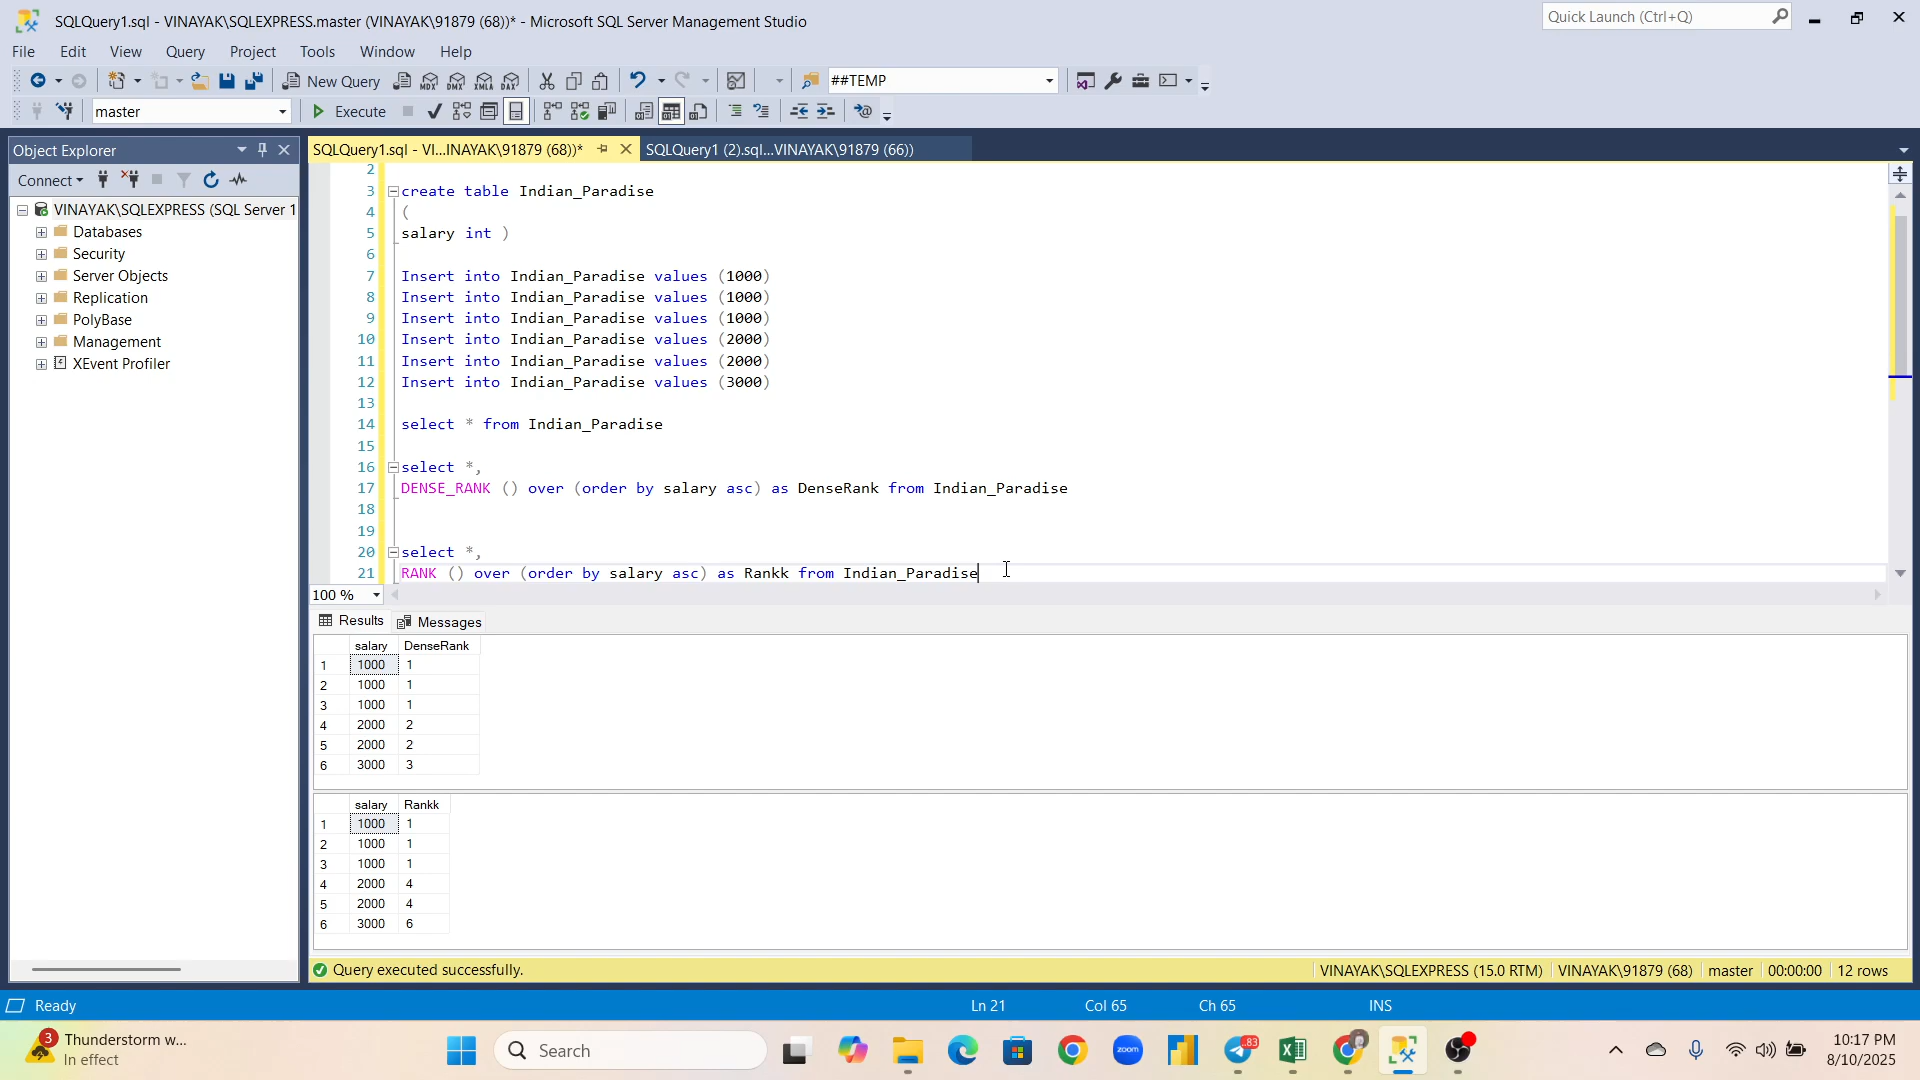 SQLQuery1.sql - VINAYAK\SQLEXPRESS.master (VINAYAK\91879 (68))* - Microsoft SQL Server Management Studio
Quick Launch (Ctrl+Q)
File Edit View Query Project Tools Window Help
New Query MDX DMX XMLA DAX ##TEMP
master Execute
Object Explorer
SQLQuery1.sql - VI...INAYAK\91879 (68))* SQLQuery1 (2).sql...VINAYAK\91879 (66))
Connect
VINAYAK\SQLEXPRESS (SQL Server 1
Databases
Security
Server Objects
Replication
PolyBase
Management
XEvent Profiler
2
3 create table Indian_Paradise
4 (
5 salary int )
6
7 Insert into Indian_Paradise values (1000)
8 Insert into Indian_Paradise values (1000)
9 Insert into Indian_Paradise values (1000)
10 Insert into Indian_Paradise values (2000)
11 Insert into Indian_Paradise values (2000)
12 Insert into Indian_Paradise values (3000)
13
14 select * from Indian_Paradise
15
16 select *,
17 DENSE_RANK () over (order by salary asc) as DenseRank from Indian_Paradise
18
19
20 select *,
21 RANK () over (order by salary asc) as Rankk from Indian_Paradise
100 %
Results Messages
salary DenseRank
1 1000 1
2 1000 1
3 1000 1
4 2000 2
5 2000 2
6 3000 3
salary Rankk
1 1000 1
2 1000 1
3 1000 1
4 2000 4
5 2000 4
6 3000 6
Query executed successfully. VINAYAK\SQLEXPRESS (15.0 RTM) VINAYAK\91879 (68) master 00:00:00 12 rows
Ready Ln 21 Col 65 Ch 65 INS
3 Thunderstorm w...
In effect
Search
zoom
83
10:17 PM
8/10/2025